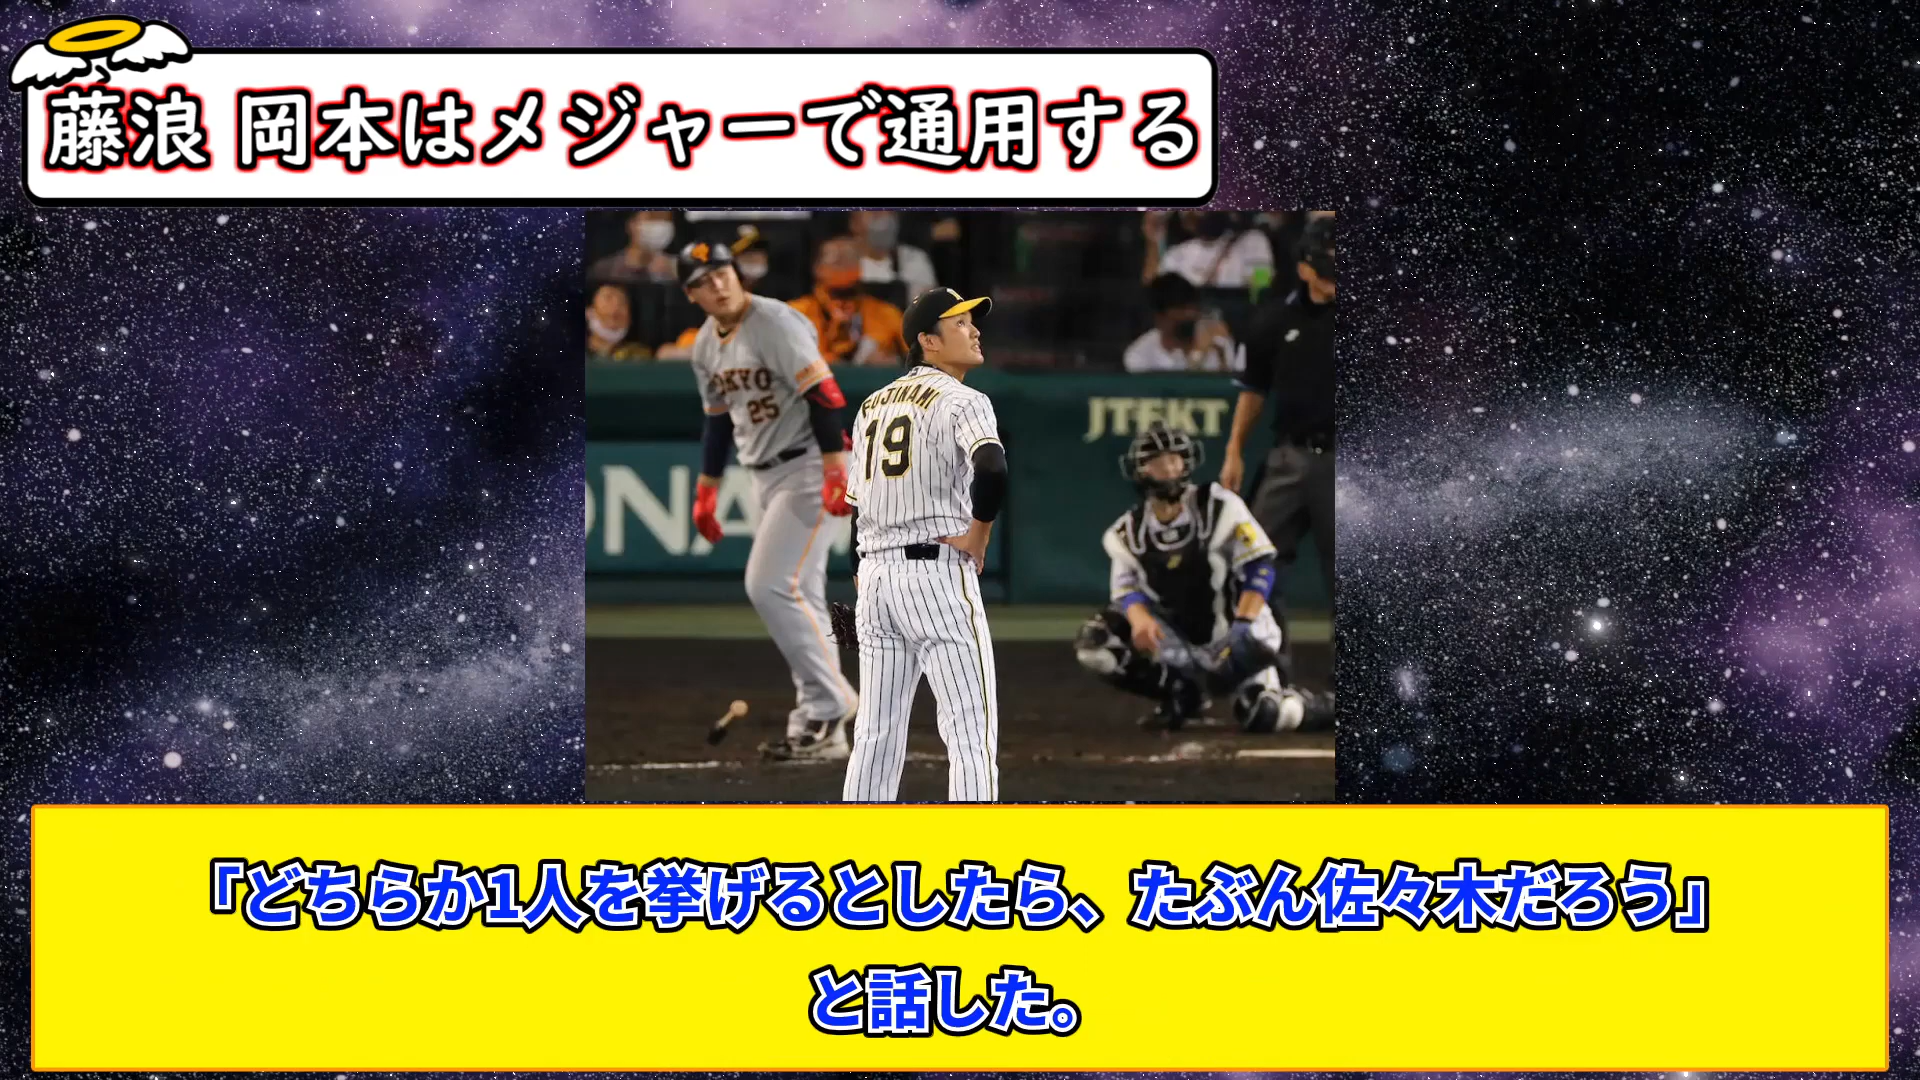 藤浪 岡本はメジャーで通用する
TOKYO
25
FUJINAMI
19
JTEKT
ONA
「どちらか1人を挙げるとしたら、たぶん佐々木だろう」
と話した。